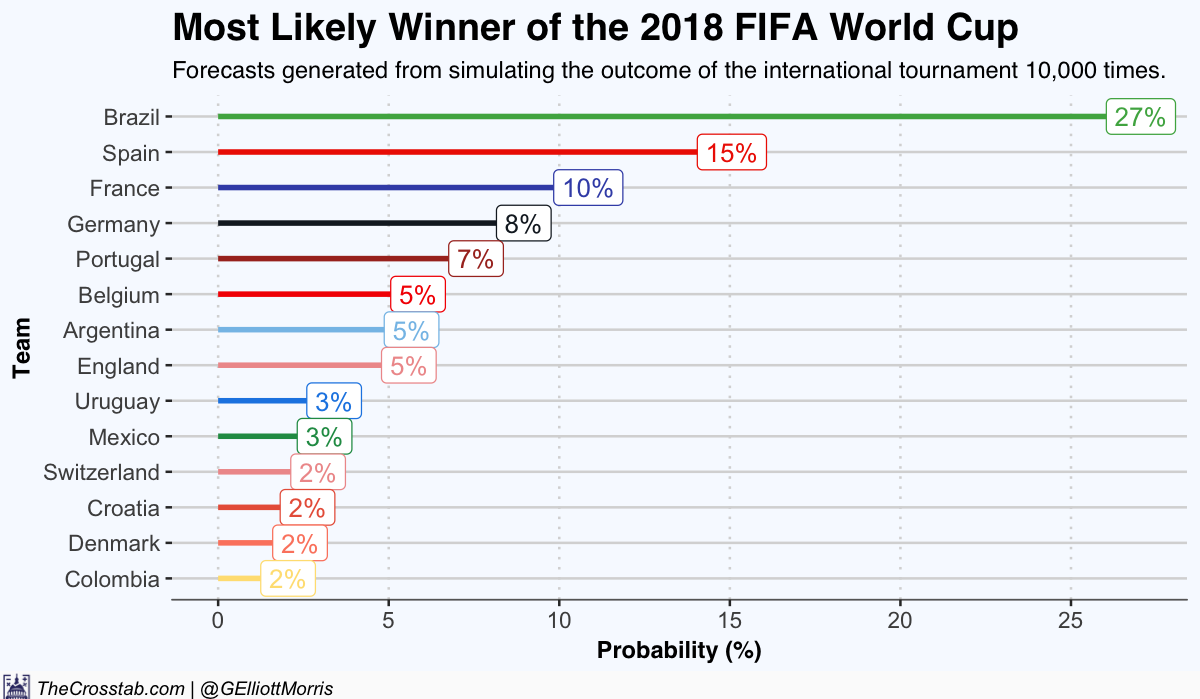 Most Likely Winner of the 2018 FIFA World Cup
Forecasts generated from simulating the outcome of the international tournament 10,000 times.
Brazil 27%
Spain 15%
France 10%
Germany 8%
Portugal 7%
Belgium 5%
Argentina 5%
England 5%
Uruguay 3%
Mexico 3%
Switzerland 2%
Croatia 2%
Denmark 2%
Colombia 2%
Team
0 5 10 15 20 25
Probability (%)
TheCrosstab.com | @GElliottMorris